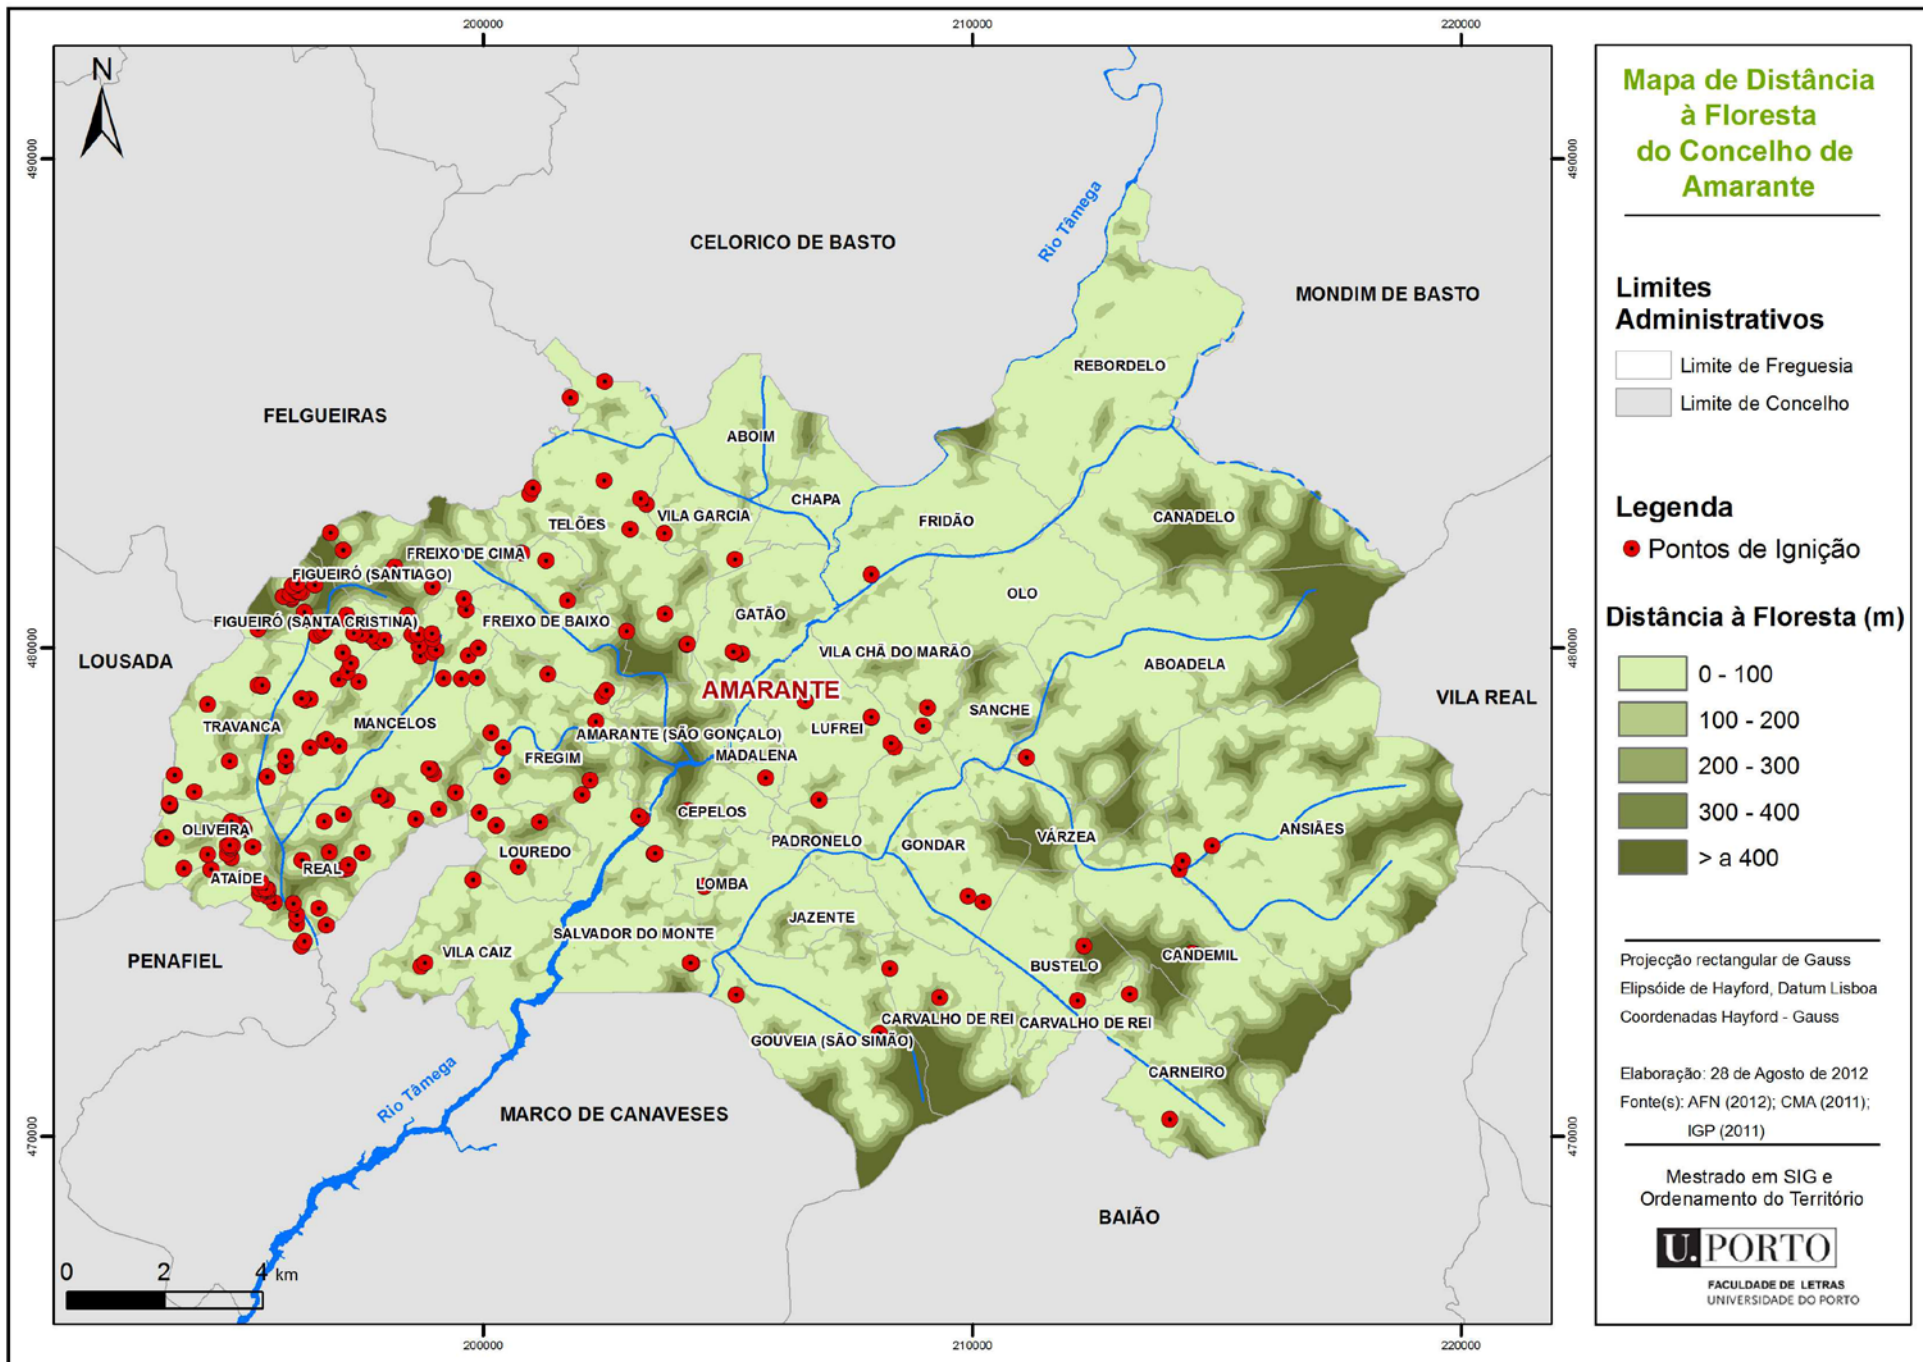 200000
210000
220000
N
490000
490000
Rio Tâmega
CELORICO DE BASTO
MONDIM DE BASTO
REBORDELO
FELGUEIRAS
ABOIM
CHAPA
TELÕES
VILA GARCIA
FRIDÃO
CANADELO
FREIXO DE CIMA
FIGUEIRÓ (SANTIAGO)
OLO
FIGUEIRÓ (SANTA CRISTINA)
FREIXO DE BAIXO
GATÃO
480000
480000
LOUSADA
VILA CHÃ DO MARÃO
ABOADELA
AMARANTE
VILA REAL
TRAVANCA
MANCELOS
SANCHE
LUFREI
AMARANTE (SÃO GONÇALO)
FREGIM
MADALENA
CEPELOS
OLIVEIRA
PADRONELO
GONDAR
VÁRZEA
ANSIÃES
LOUREDO
REAL
ATAÍDE
LOMBA
JAZENTE
SALVADOR DO MONTE
VILA CAIZ
PENAFIEL
BUSTELO
CANDEMIL
CARVALHO DE REI
CARVALHO DE REI
GOUVEIA (SÃO SIMÃO)
CARNEIRO
Rio Tâmega
MARCO DE CANAVESES
470000
470000
BAIÃO
0 2 4 km
200000
210000
220000
Mapa de Distância
à Floresta
do Concelho de
Amarante
Limites
Administrativos
Limite de Freguesia
Limite de Concelho
Legenda
Pontos de Ignição
Distância à Floresta (m)
0 - 100
100 - 200
200 - 300
300 - 400
> a 400
Projecção rectangular de Gauss
Elipsóide de Hayford, Datum Lisboa
Coordenadas Hayford - Gauss
Elaboração: 28 de Agosto de 2012
Fonte(s): AFN (2012); CMA (2011);
IGP (2011)
Mestrado em SIG e
Ordenamento do Território
U. PORTO
FACULDADE DE LETRAS
UNIVERSIDADE DO PORTO